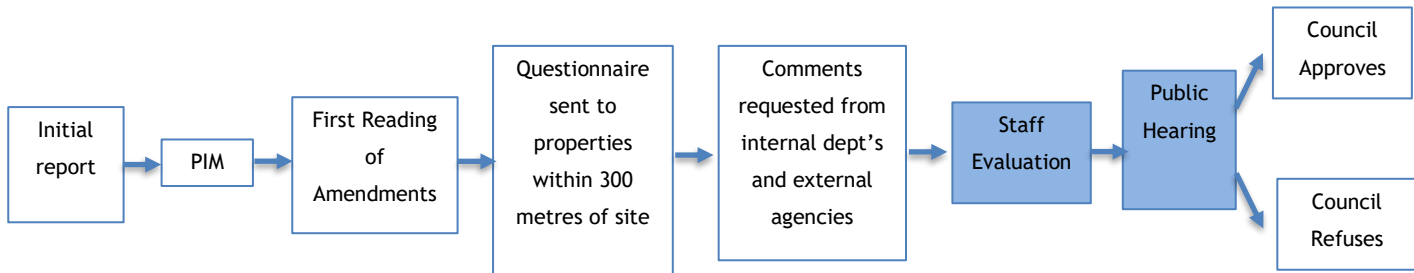 Initial
report
PIM
First Reading
of
Amendments
Questionnaire
sent to
properties
within 300
metres of site
Comments
requested from
internal dept’s
and external
agencies
Staff
Evaluation
Public
Hearing
Council
Approves
Council
Refuses